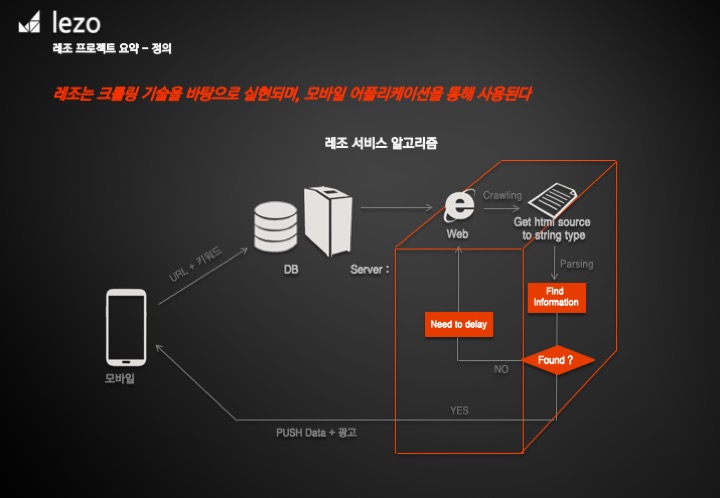 lezo
레조 프로젝트 요약 - 정의
레조는 크롤링 기술을 바탕으로 실현되며, 모바일 어플리케이션을 통해 사용된다
레조 서비스 알고리즘
Crawling
Web
Get html source
to string type
URL + 키워드
DB
Server :
Parsing
Find
Information
Need to delay
Found ?
NO
모바일
YES
PUSH Data + 광고